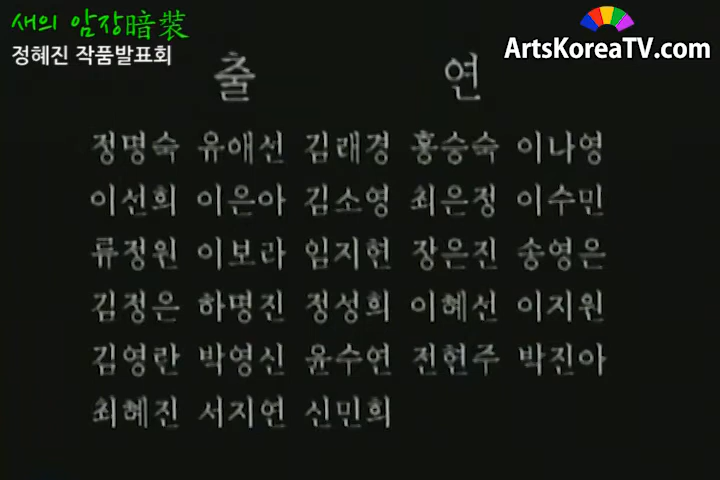 새의 암장暗裝
정혜진 작품발표회
ArtsKoreaTV.com
출 연
정명숙 유애선 김래경 홍승숙 이나영
이선희 이은아 김소영 최은정 이수민
류정원 이보라 임지현 장은진 송영은
김정은 하명진 정성희 이혜선 이지원
김영란 박영신 윤수연 전현주 박진아
최혜진 서지연 신민희